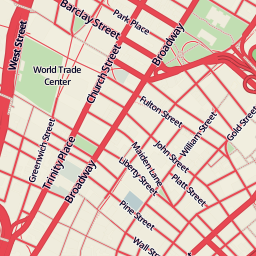 Barclay Street
Park Place
West Street
Broadway
Church Street
World Trade
Center
Fulton Street
Greenwich Street
Trinity Place
Broadway
Maiden Lane
John Street
William Street
Gold Street
Liberty Street
Platt Street
Pine Street
Wall Street